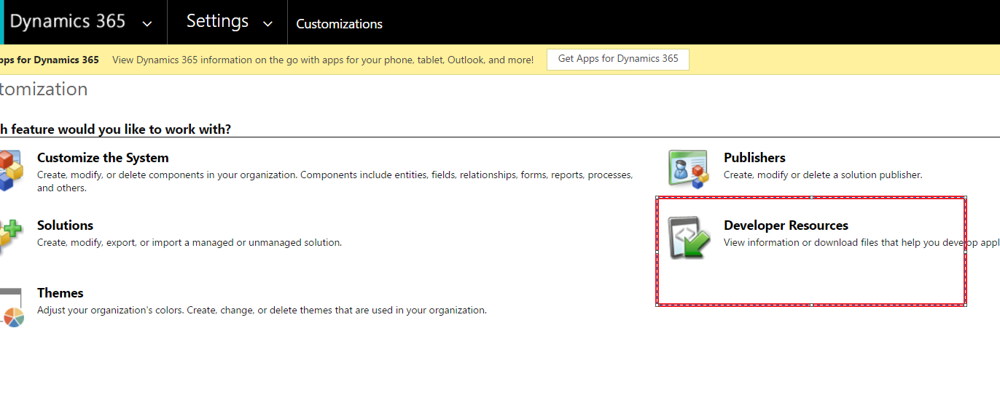 Dynamics 365 Settings Customizations
pps for Dynamics 365 View Dynamics 365 information on the go with apps for your phone, tablet, Outlook, and more! Get Apps for Dynamics 365
tomization
h feature would you like to work with?
Customize the System
Create, modify, or delete components in your organization. Components include entities, fields, relationships, forms, reports, processes,
and others.
Publishers
Create, modify or delete a solution publisher.
Solutions
Create, modify, export, or import a managed or unmanaged solution.
Developer Resources
View information or download files that help you develop appl
Themes
Adjust your organization's colors. Create, change, or delete themes that are used in your organization.